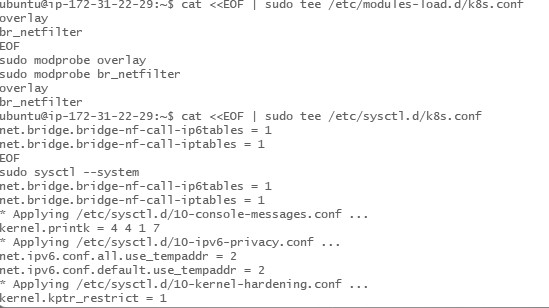 ubuntu@ip-172-31-22-29:~$ cat <<EOF | sudo tee /etc/modules-load.d/k8s.conf
overlay
br_netfilter
EOF
sudo modprobe overlay
sudo modprobe br_netfilter
overlay
br_netfilter
ubuntu@ip-172-31-22-29:~$ cat <<EOF | sudo tee /etc/sysctl.d/k8s.conf
net.bridge.bridge-nf-call-ip6tables = 1
net.bridge.bridge-nf-call-iptables = 1
EOF
sudo sysctl --system
net.bridge.bridge-nf-call-ip6tables = 1
net.bridge.bridge-nf-call-iptables = 1
* Applying /etc/sysctl.d/10-console-messages.conf ...
kernel.printk = 4 4 1 7
* Applying /etc/sysctl.d/10-ipv6-privacy.conf ...
net.ipv6.conf.all.use_tempaddr = 2
net.ipv6.conf.default.use_tempaddr = 2
* Applying /etc/sysctl.d/10-kernel-hardening.conf ...
kernel.kptr_restrict = 1